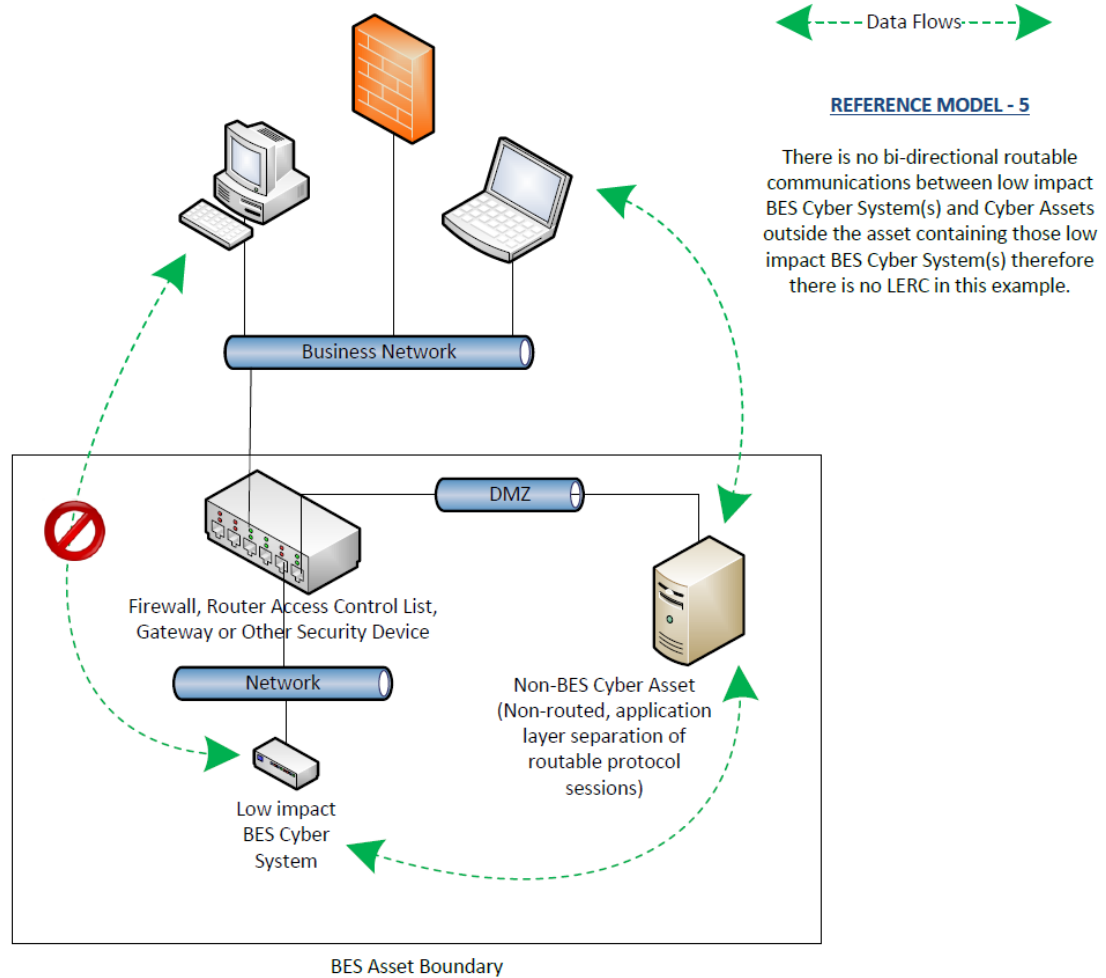 Data Flows
REFERENCE MODEL - 5
There is no bi-directional routable
communications between low impact
BES Cyber System(s) and Cyber Assets
outside the asset containing those low
impact BES Cyber System(s) therefore
there is no LERC in this example.
Business Network
DMZ
Firewall, Router Access Control List,
Gateway or Other Security Device
Network
Non-BES Cyber Asset
(Non-routed, application
layer separation of
routable protocol
sessions)
Low impact
BES Cyber
System
BES Asset Boundary